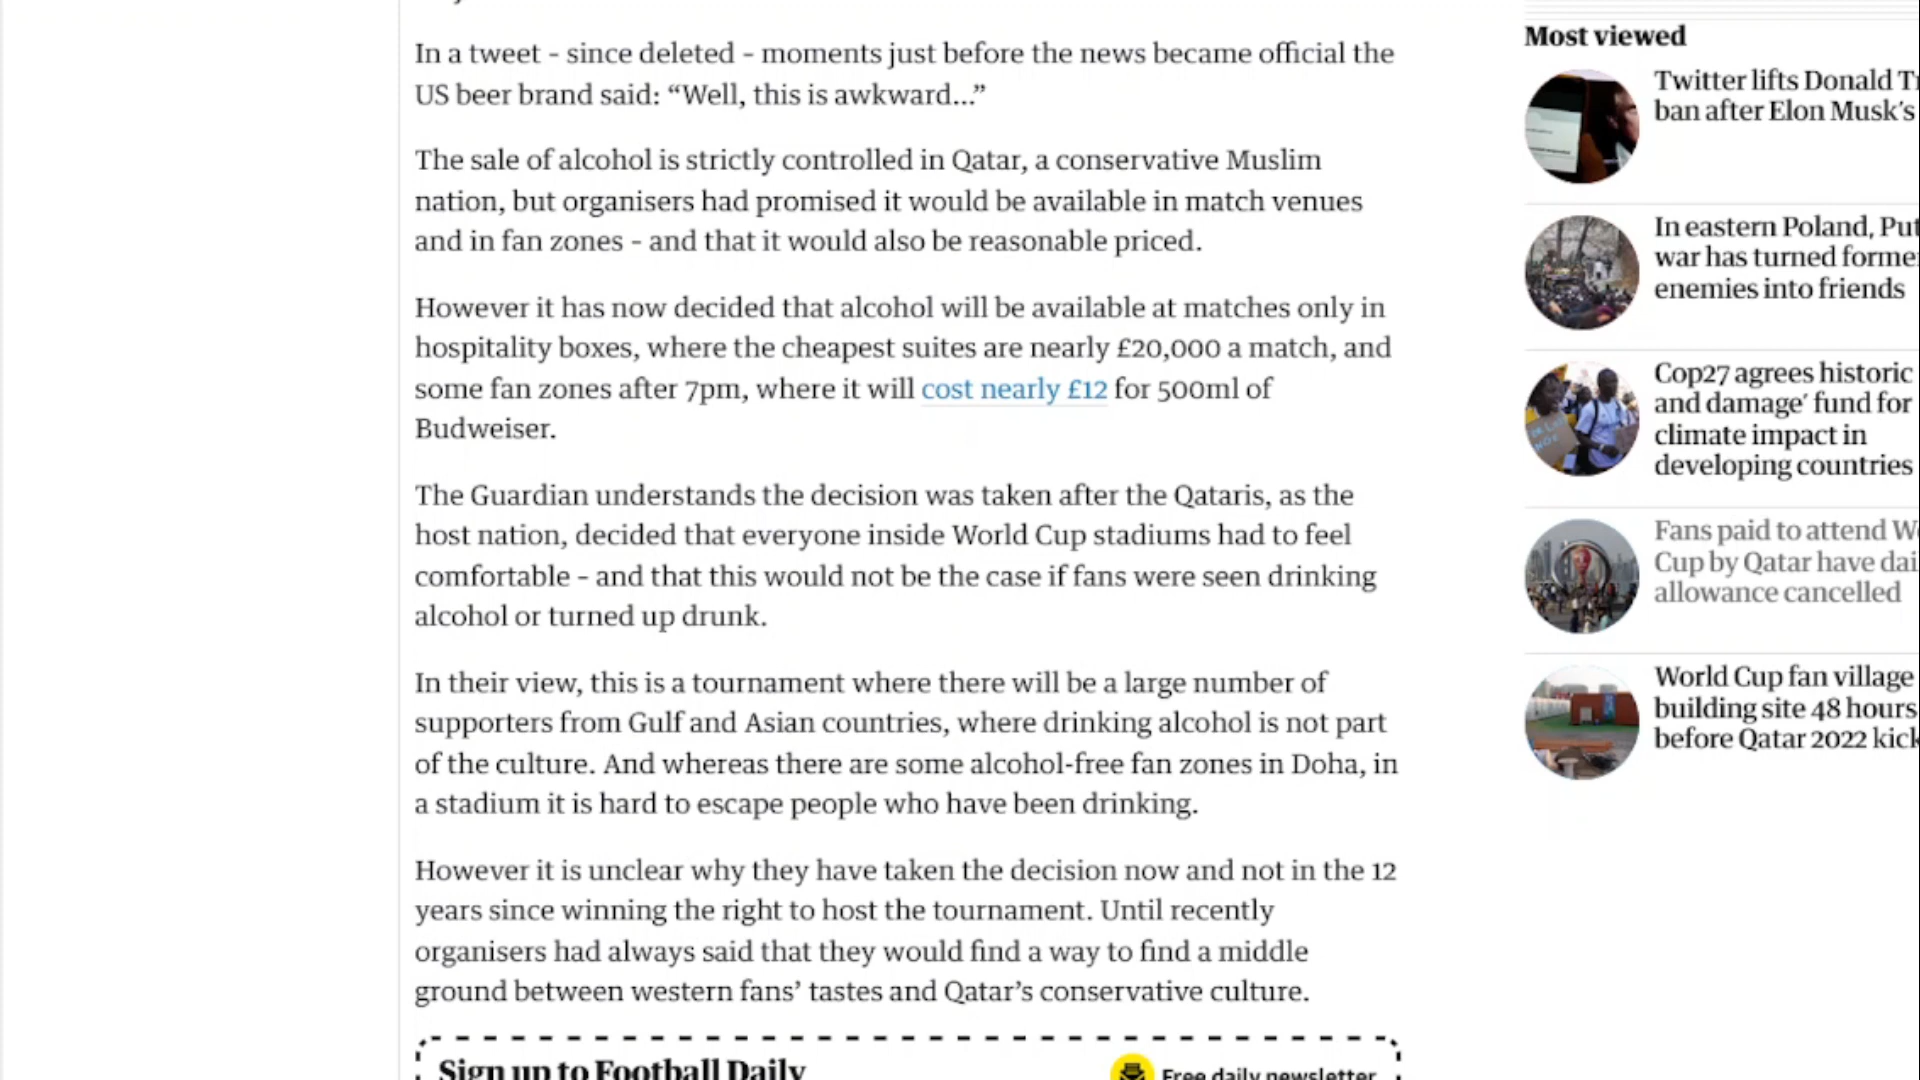 In a tweet - since deleted - moments just before the news became official the
US beer brand said: “Well, this is awkward...”
The sale of alcohol is strictly controlled in Qatar, a conservative Muslim
nation, but organisers had promised it would be available in match venues
and in fan zones - and that it would also be reasonable priced.
However it has now decided that alcohol will be available at matches only in
hospitality boxes, where the cheapest suites are nearly £20,000 a match, and
some fan zones after 7pm, where it will cost nearly £12 for 500ml of
Budweiser.
The Guardian understands the decision was taken after the Qataris, as the
host nation, decided that everyone inside World Cup stadiums had to feel
comfortable - and that this would not be the case if fans were seen drinking
alcohol or turned up drunk.
In their view, this is a tournament where there will be a large number of
supporters from Gulf and Asian countries, where drinking alcohol is not part
of the culture. And whereas there are some alcohol-free fan zones in Doha, in
a stadium it is hard to escape people who have been drinking.
However it is unclear why they have taken the decision now and not in the 12
years since winning the right to host the tournament. Until recently
organisers had always said that they would find a way to find a middle
ground between western fans’ tastes and Qatar’s conservative culture.
Sign up to Football Daily
Free daily newsletter
Most viewed
Twitter lifts Donald
ban after Elon Musk’s
In eastern Poland,
war has turned
enemies into friends
Cop27 agrees historic
and damage’ fund for
climate impact in
developing countries
Fans paid to attend
Cup by Qatar have
allowance cancelled
World Cup fan village
building site 48 hours
before Qatar 2022